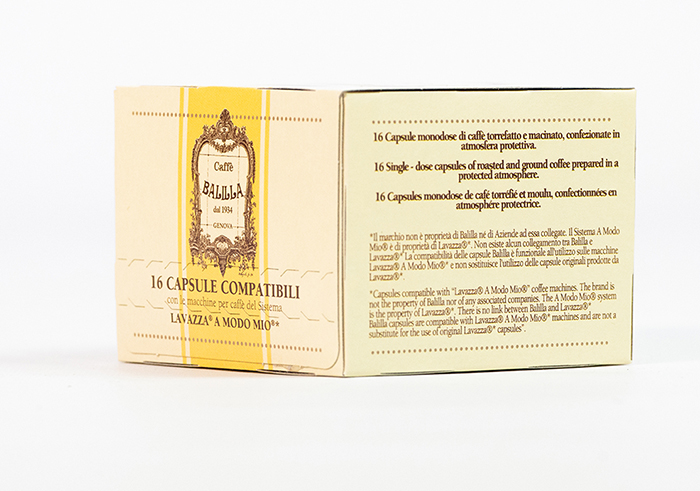 Caffè
BALILLA
dal 1934
GENOVA
16 CAPSULE COMPATIBILI
con le macchine per caffè del Sistema
LAVAZZA® A MODO MIO®*
16 Capsule monodose di caffè torrefatto e macinato, confezionate in
atmosfera protettiva.
16 Single - dose capsules of roasted and ground coffee prepared in a
protected atmosphere.
16 Capsules monodose de café torréfié et moulu, confectionnées en
atmosphère protectrice.
*Il marchio non è proprietà di Balilla né di Aziende ad essa collegate. Il Sistema A Modo
Mio® è di proprietà di Lavazza®*. Non esiste alcun collegamento tra Balilla e
Lavazza®* La compatibilità delle capsule Balilla è funzionale all'utilizzo sulle macchine
Lavazza® A Modo Mio®* e non sostituisce l'utilizzo delle capsule originali prodotte da
Lavazza®*.
"Capsules compatible with "Lavazza® A Modo Mio®" coffee machines. The brand is
not the property of Balilla nor of any associated companies. The A Modo Mio® system
is the property of Lavazza®*. There is no link between Balilla and Lavazza®*
Balilla capsules are compatible with Lavazza® A Modo Mio®* machines and are not a
substitute for the use of original Lavazza®* capsules".